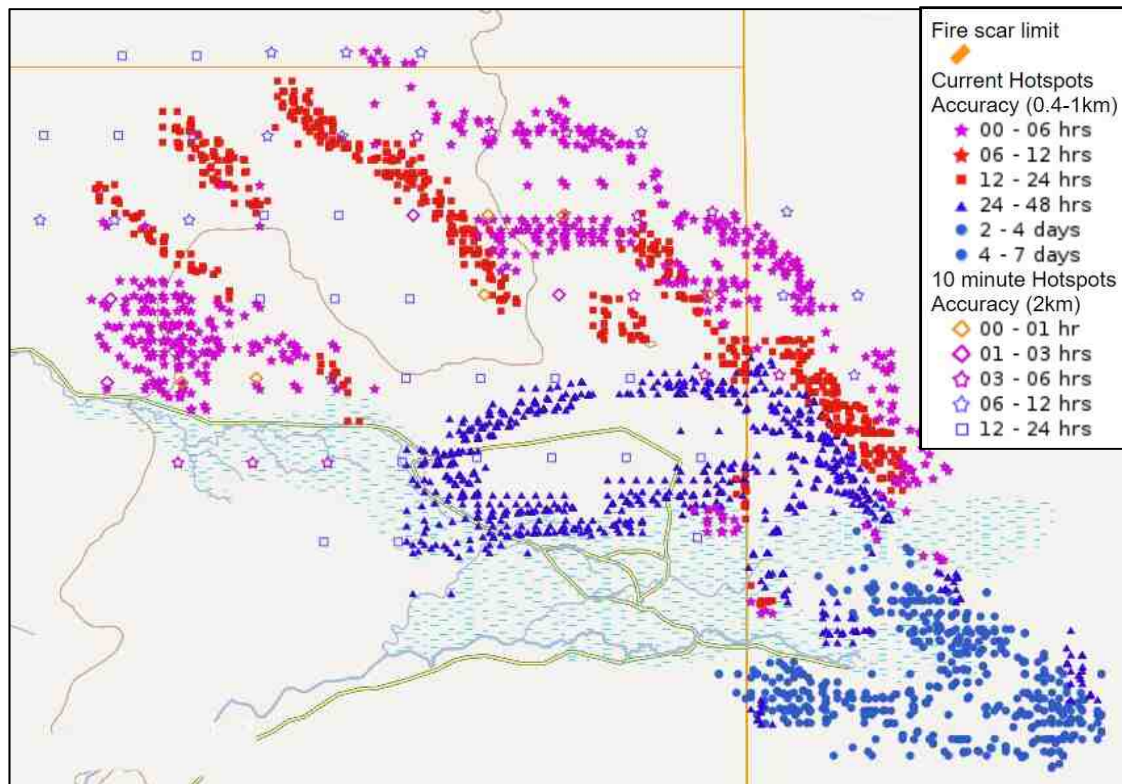 Fire scar limit
Current Hotspots
Accuracy (0.4-1km)
00 - 06 hrs
06 - 12 hrs
12 - 24 hrs
24 - 48 hrs
2 - 4 days
4 - 7 days
10 minute Hotspots
Accuracy (2km)
00 - 01 hr
01 - 03 hrs
03 - 06 hrs
06 - 12 hrs
12 - 24 hrs